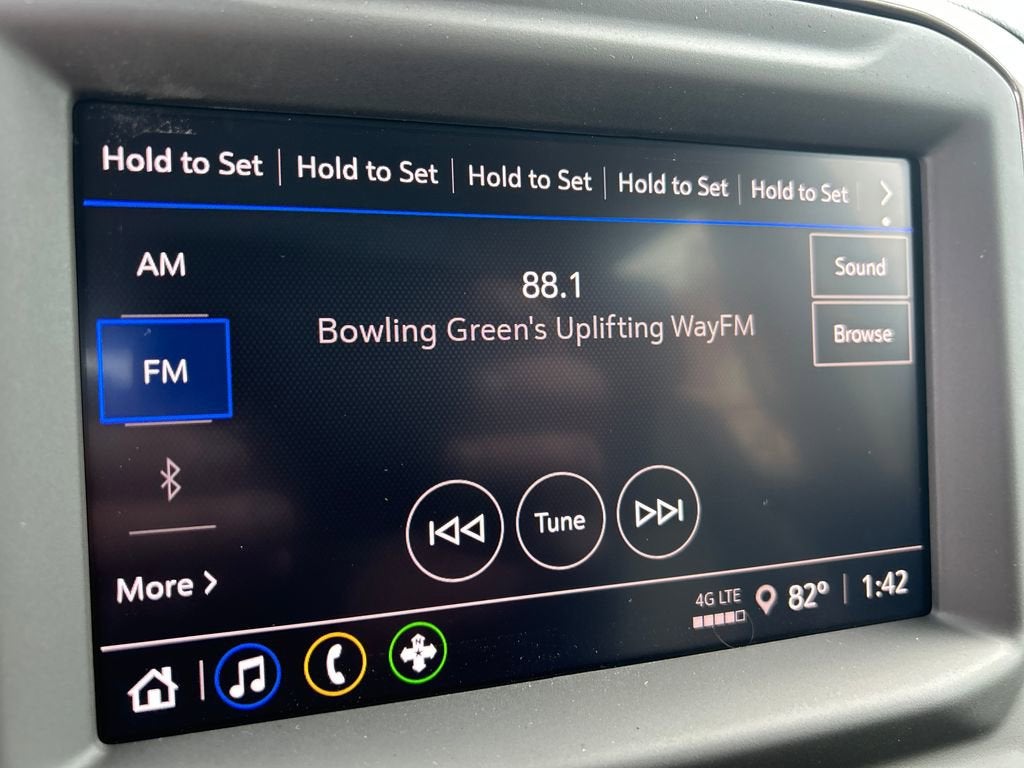 Hold to Set Hold to Set Hold to Set Hold to Set Hold to Set
AM
88.1
Sound
Bowling Green's Uplifting WayFM
Browse
FM
Tune
More
4G LTE
82° 1:42
N